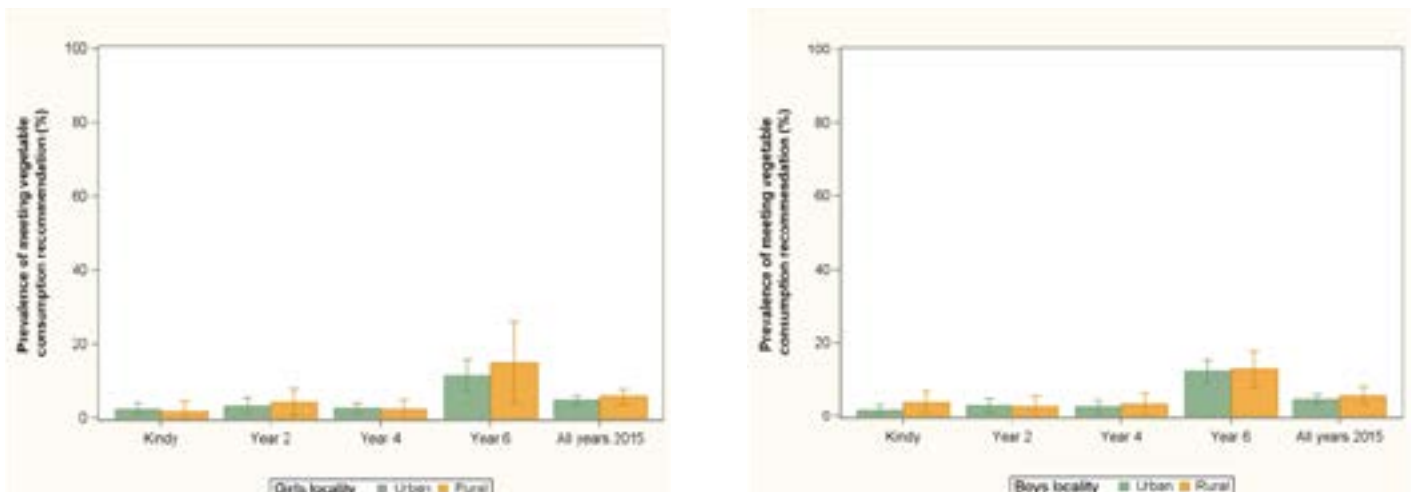 Prevalence of meeting vegetable
consumption recommendation (%)
100
80
60
40
20
0
Kindy Year 2 Year 4 Year 6 All years 2015
Girls locality Urban Rural
Prevalence of meeting vegetable
consumption recommendation (%)
100
80
60
40
20
0
Kindy Year 2 Year 4 Year 6 All years 2015
Boys locality Urban Rural